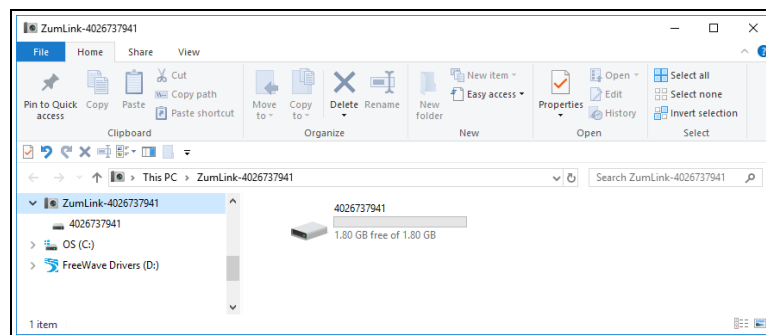 ZumLink-4026737941
File Home Share View
Pin to Quick access
Copy
Paste
Cut
Copy path
Paste shortcut
Clipboard
Move to
Copy to
Delete
Rename
Organize
New folder
New item
Easy access
New
Properties
Open
Edit
History
Open
Select all
Select none
Invert selection
Select
This PC > ZumLink-4026737941
Search ZumLink-4026737941
ZumLink-4026737941
4026737941
OS (C:)
FreeWave Drivers (D:)
4026737941
1.80 GB free of 1.80 GB
1 item